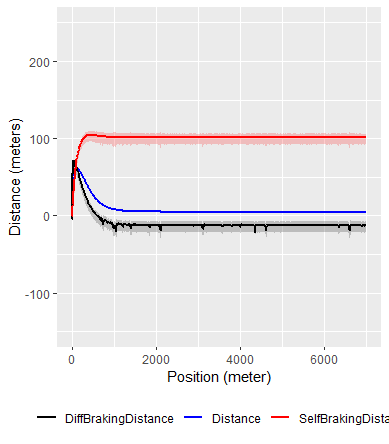 200
100
0
-100
Distance (meters)
0 2000 4000 6000
Position (meter)
DiffBrakingDistance Distance SelfBrakingDista